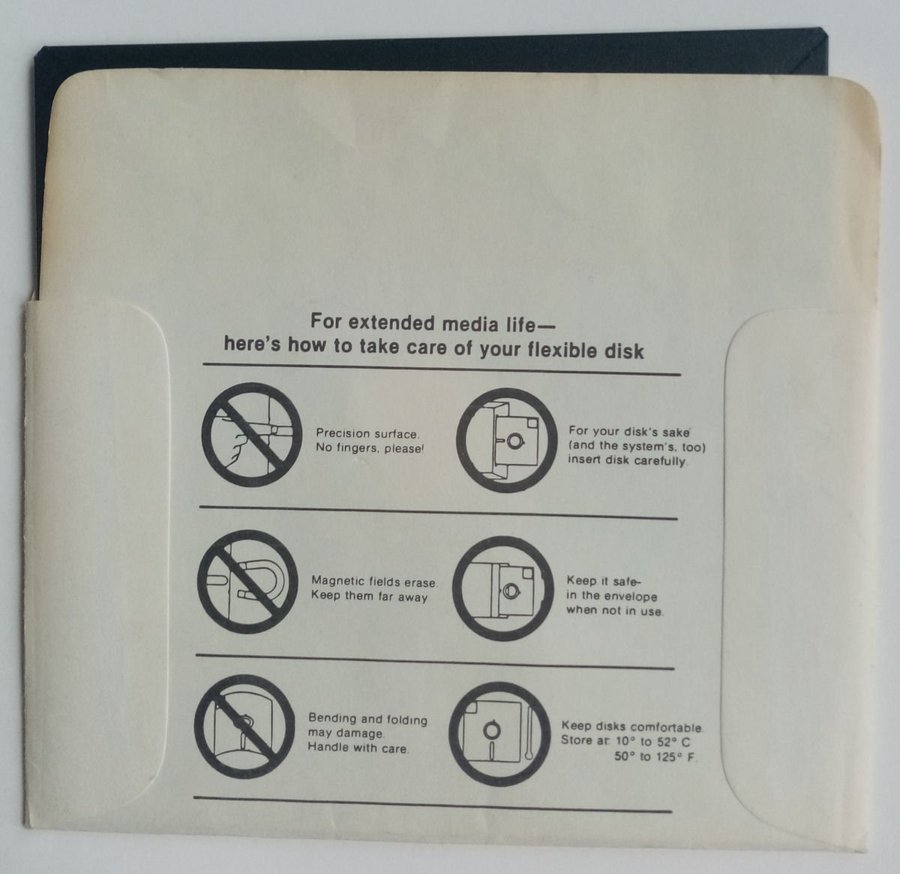 For extended media life—
here's how to take care of your flexible disk
Precision surface.
No fingers, please!
For your disk's sake
(and the system's, too)
insert disk carefully.
Magnetic fields erase.
Keep them far away.
Keep it safe-
in the envelope
when not in use.
Bending and folding
may damage.
Handle with care.
Keep disks comfortable.
Store at: 10° to 52° C
50° to 125° F.